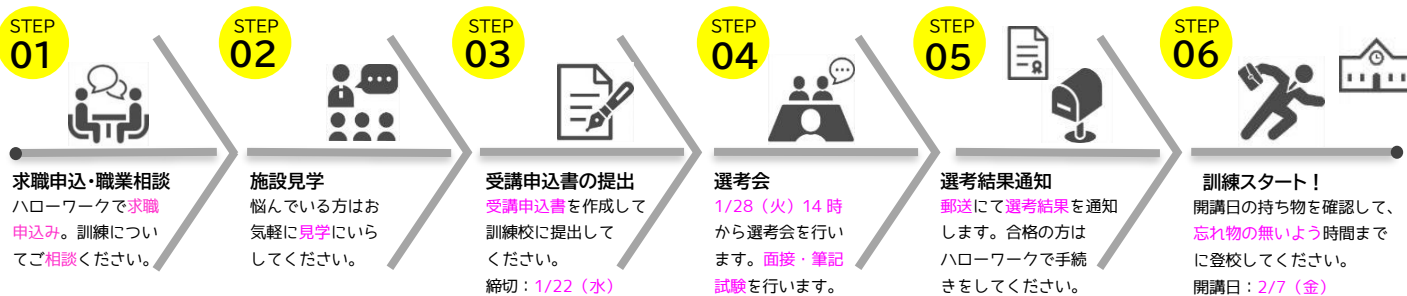 STEP
01
求職申込・職業相談
ハローワークで求職
申込み。訓練につい
てご相談ください。
STEP
02
施設見学
悩んでいる方はお
気軽に見学にいら
してください。
STEP
03
受講申込書の提出
受講申込書を作成して
訓練校に提出して
ください。
締切：1/22（水）
STEP
04
選考会
1/28（火）14 時
から選考会を行い
ます。面接・筆記
試験を行います。
STEP
05
選考結果通知
郵送にて選考結果を通知
します。合格の方は
ハローワークで手続
きをしてください。
STEP
06
訓練スタート！
開講日の持ち物を確認して、
忘れ物の無いよう時間まで
に登校してください。
開講日：2/7（金）